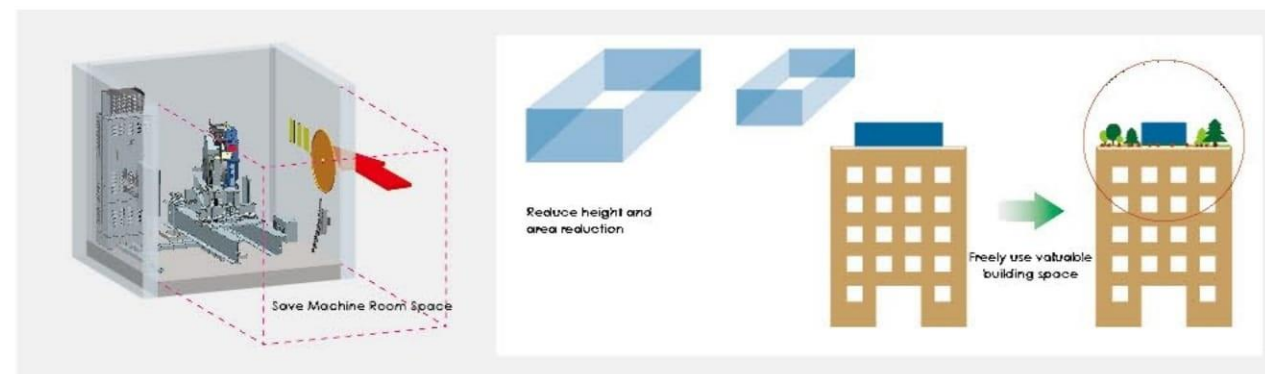 Save Machine Room Space
Reduce height and
area reduction
Freely use valuable
building space